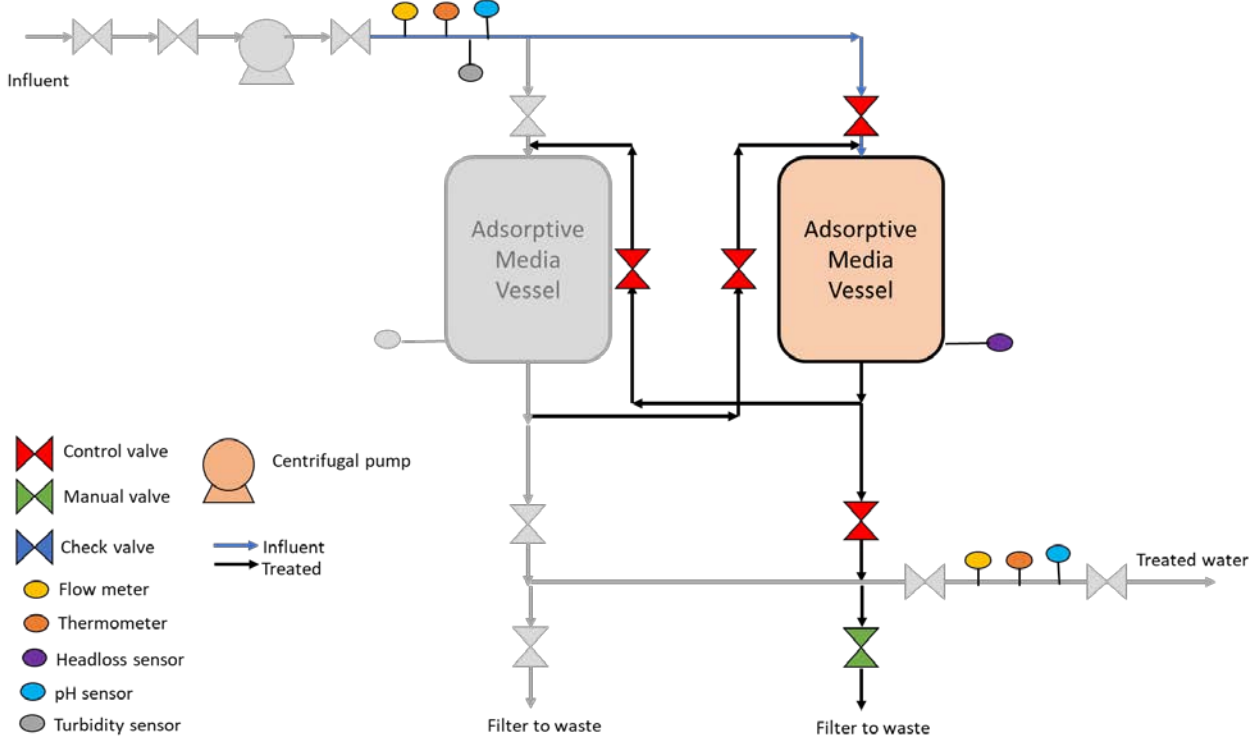 Influent
Adsorptive
Media
Vessel
Adsorptive
Media
Vessel
Control valve
Centrifugal pump
Manual valve
Check valve
Influent
Treated
Flow meter
Thermometer
Headloss sensor
pH sensor
Turbidity sensor
Treated water
Filter to waste
Filter to waste